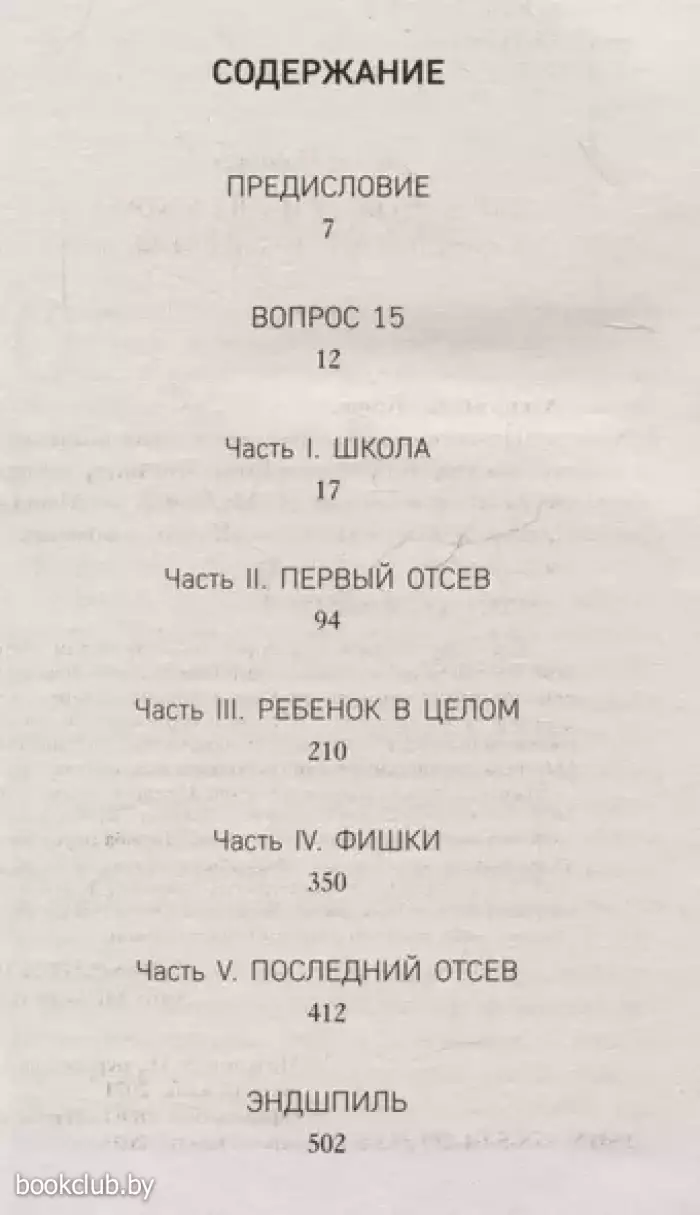 СОДЕРЖАНИЕ
ПРЕДИСЛОВИЕ
7
ВОПРОС 15
12
Часть I. ШКОЛА
17
Часть II. ПЕРВЫЙ ОТСЕВ
94
Часть III. РЕБЕНОК В ЦЕЛОМ
210
Часть IV. ФИШКИ
350
Часть V. ПОСЛЕДНИЙ ОТСЕВ
412
ЭНДШПИЛЬ
502
bookclub.by